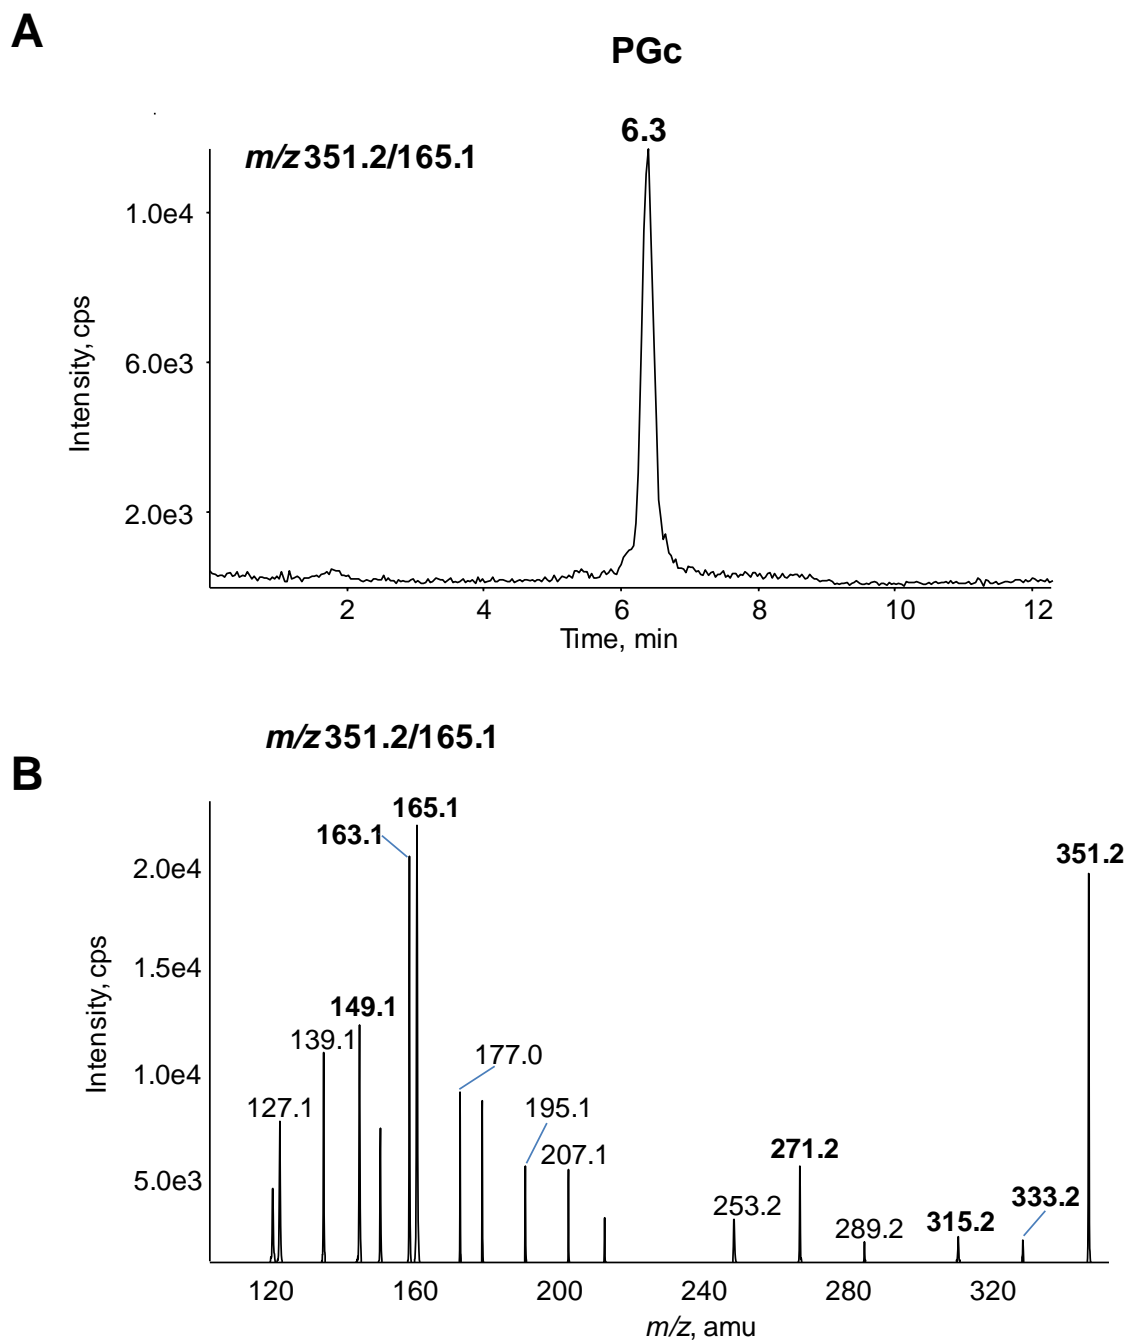 A
PGc
6.3
m/z 351.2/165.1
1.0e4
6.0e3
2.0e3
Intensity, cps
2 4 6 8 10 12
Time, min
m/z 351.2/165.1
B
165.1
163.1
351.2
2.0e4
1.5e4
149.1
139.1
177.0
1.0e4
127.1
195.1
207.1
271.2
5.0e3
333.2
253.2
315.2
289.2
Intensity, cps
120 160 200 240 280 320
m/z, amu